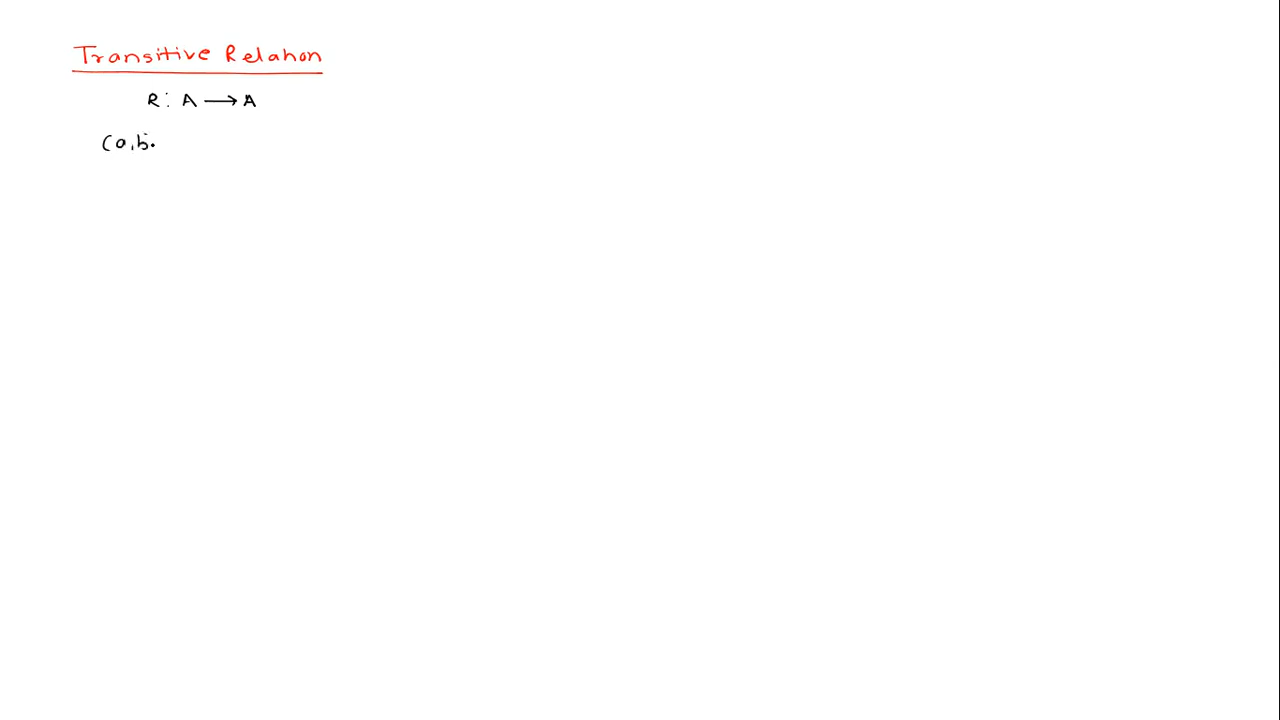 Transitive Relation
R: A ⟶ A
(a,b